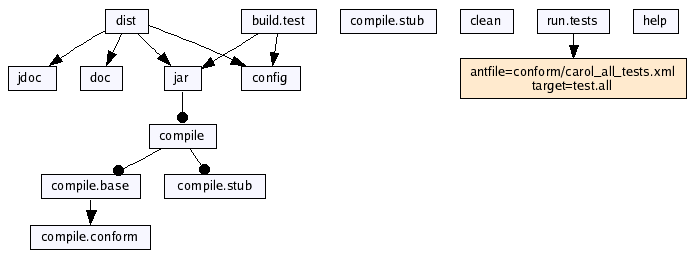 dist
build.test
compile.stub
clean
run.tests
help
jdoc
doc
jar
config
antfile=conform/carol_all_tests.xml
target=test.all
compile
compile.base
compile.stub
compile.conform